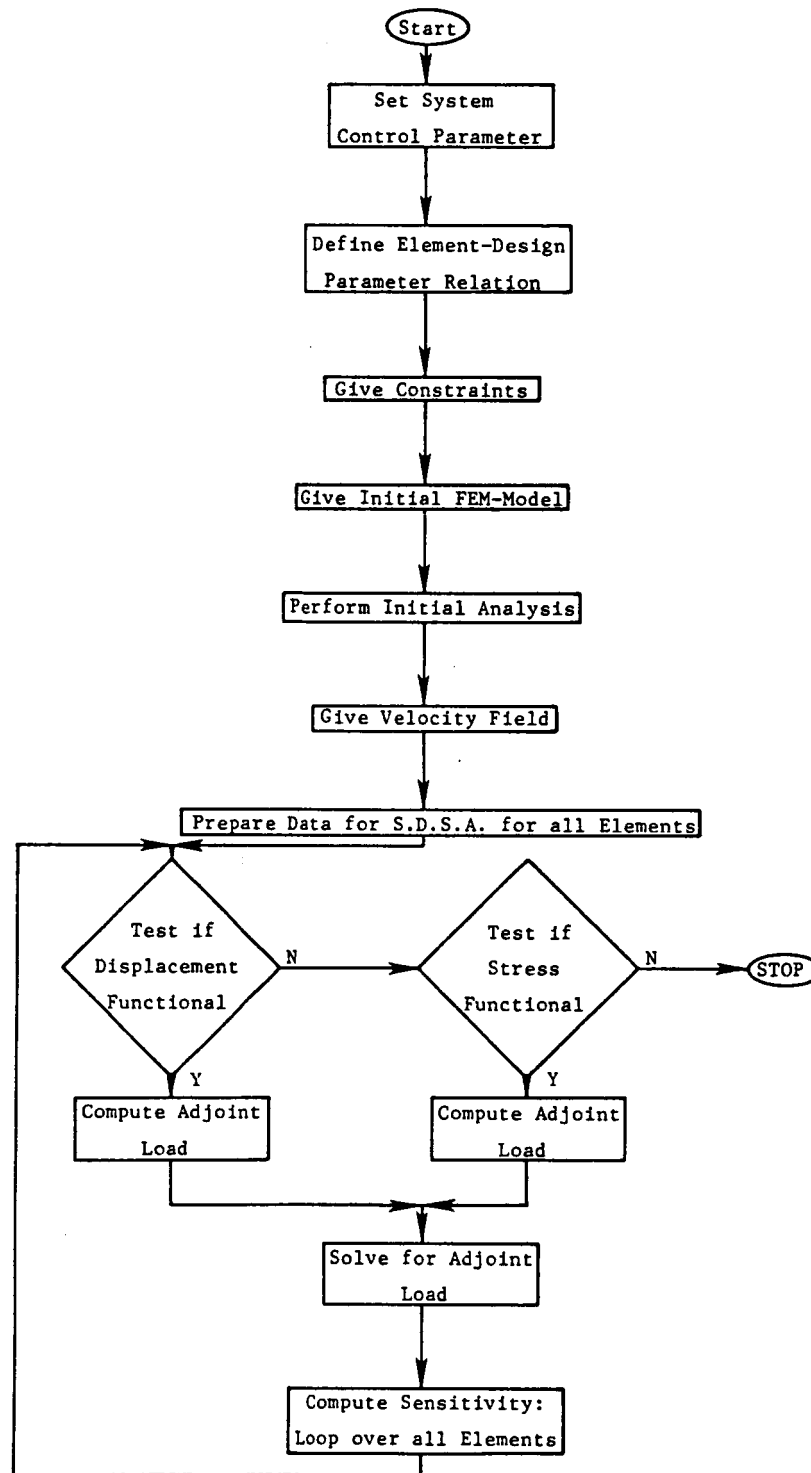 Start
Set System
Control Parameter
Define Element-Design
Parameter Relation
Give Constraints
Give Initial FEM-Model
Perform Initial Analysis
Give Velocity Field
Prepare Data for S.D.S.A. for all Elements
Test if
Displacement
Functional
N
Test if
Stress
Functional
N
STOP
Y
Compute Adjoint
Load
Y
Compute Adjoint
Load
Solve for Adjoint
Load
Compute Sensitivity:
Loop over all Elements